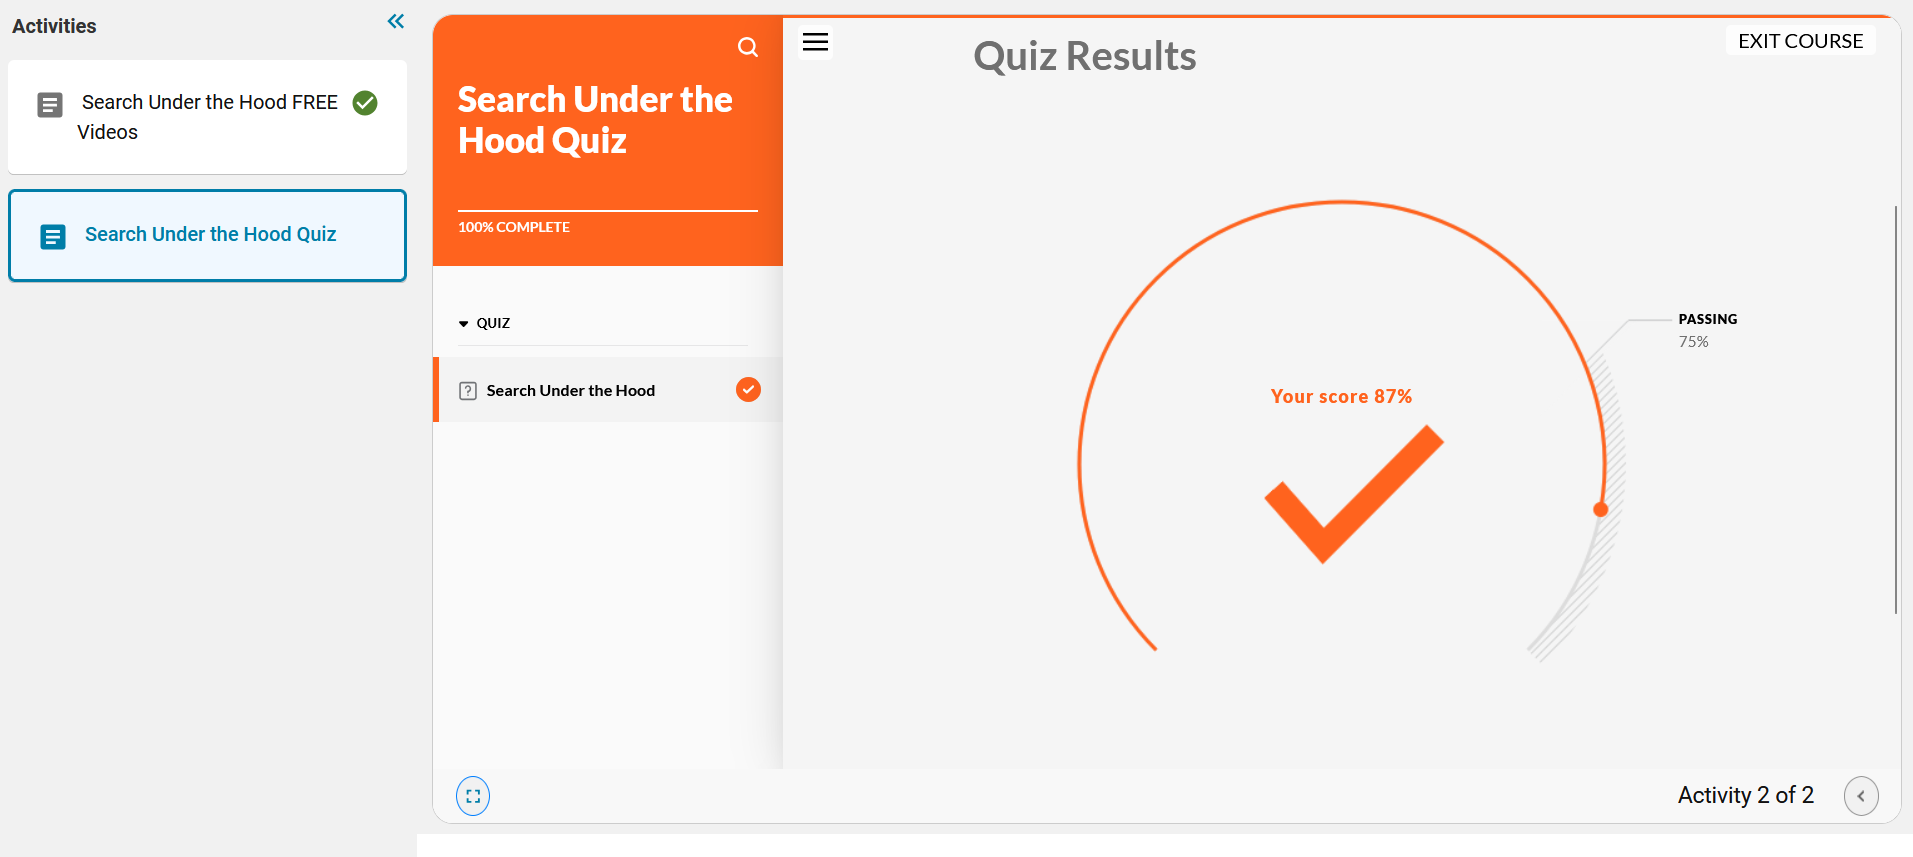 Activities
Search Under the Hood FREE
Videos
Search Under the Hood Quiz
Search Under the
Hood Quiz
100% COMPLETE
QUIZ
Search Under the Hood
Quiz Results
EXIT COURSE
PASSING
75%
Your score 87%
Activity 2 of 2